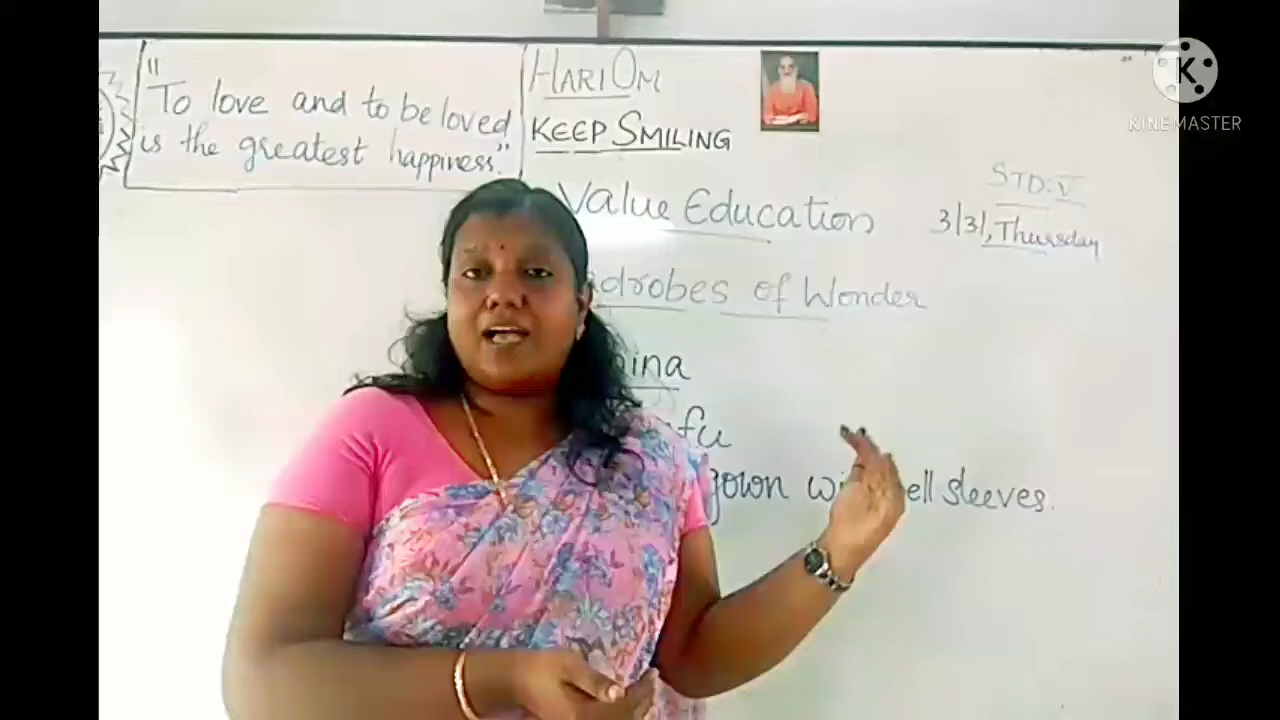 "To love and to be loved
is the greatest happiness."
HARI OM
KEEP SMILING
Value Education
STD: V
3/3/, Thursday
adrobes of Wonder
ina
fu
gown ell sleeves.
K
KINEMASTER